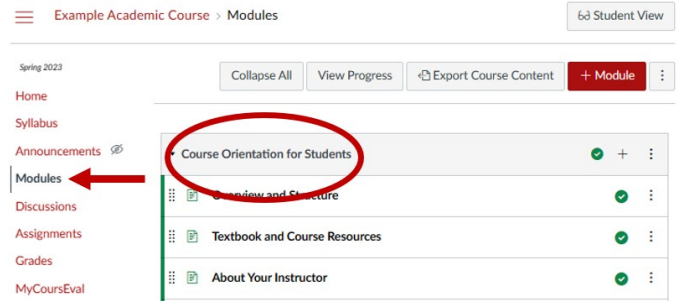 Example Academic Course > Modules
Student View
Spring 2023
Collapse All View Progress Export Course Content + Module
Home
Syllabus
Announcements
Modules
Discussions
Assignments
Grades
MyCoursEval
Course Orientation for Students
Overview and Structure
Textbook and Course Resources
About Your Instructor